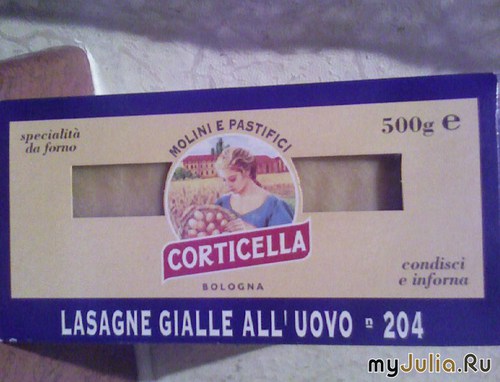 specialità
da forno
MOLINI E PASTIFICI
500g e
CORTICELLA
BOLOGNA
condisci
e inforna
LASAGNE GIALLE ALL' UOVO - n 204
myJulia.Ru